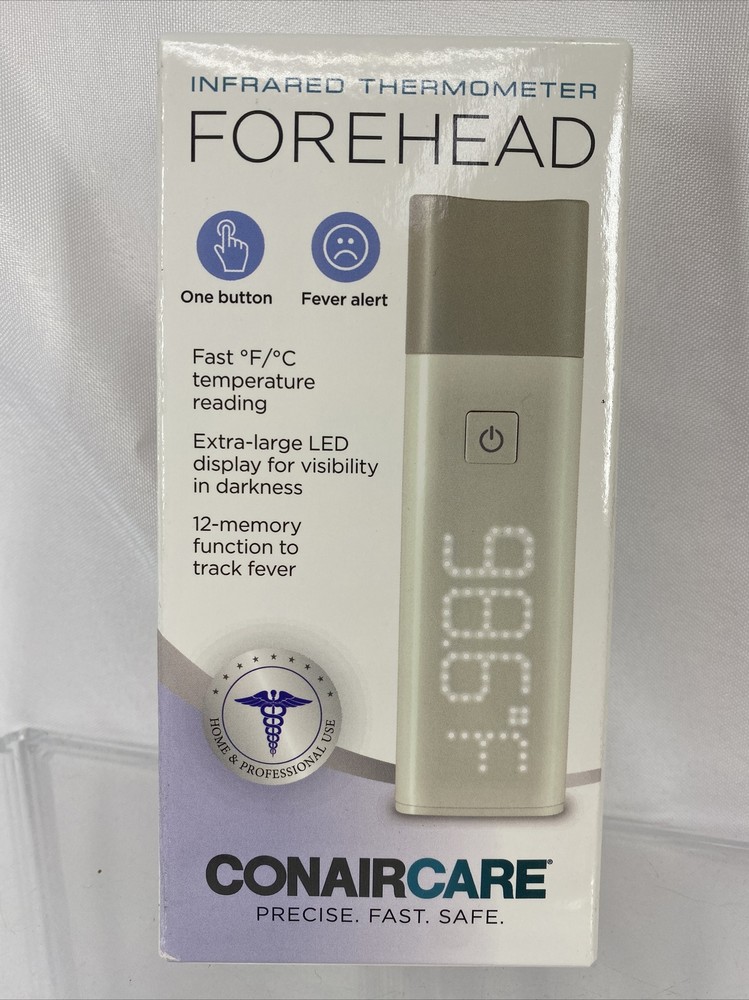 INFRARED THERMOMETER
FOREHEAD
One button
Fever alert
Fast °F/°C
temperature
reading
Extra-large LED
display for visibility
in darkness
12-memory
function to
track fever
98.6°F
HOME & PROFESSIONAL USE
CONAIRCARE®
PRECISE. FAST. SAFE.